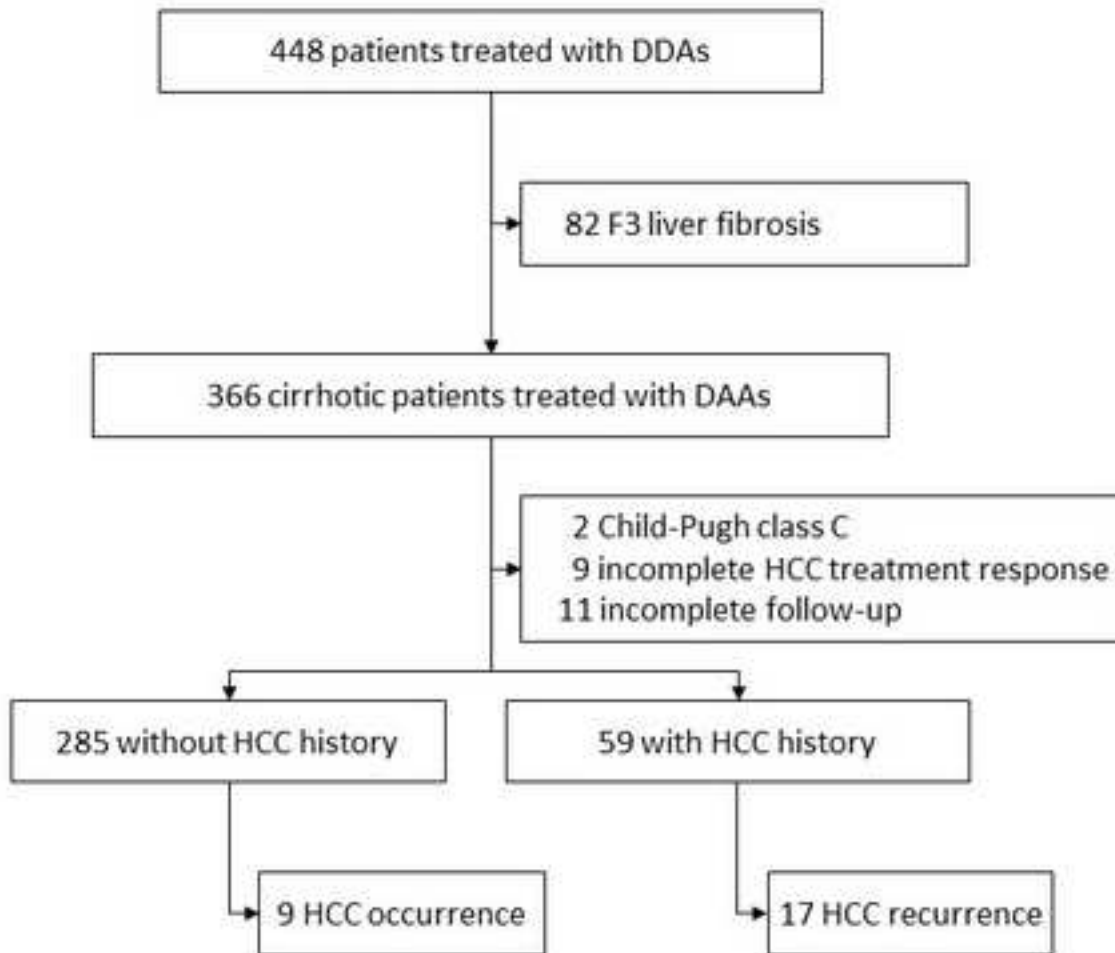 448 patients treated with DDAs
82 F3 liver fibrosis
366 cirrhotic patients treated with DAAs
2 Child-Pugh class C
9 incomplete HCC treatment response
11 incomplete follow-up
285 without HCC history
59 with HCC history
9 HCC occurrence
17 HCC recurrence